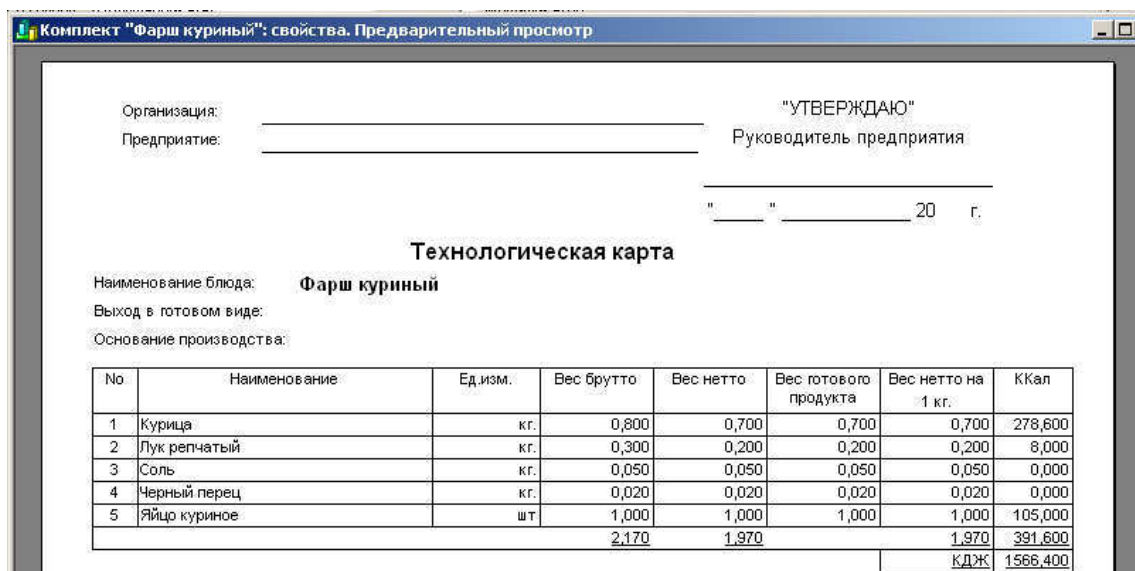 Комплект "Фарш куриный": свойства. Предварительный просмотр
Организация:
"УТВЕРЖДАЮ"
Предприятие:
Руководитель предприятия
"_____" ____________ 20 г.
Технологическая карта
Наименование блюда: Фарш куриный
Выход в готовом виде:
Основание производства:
No Наименование Ед.изм. Вес брутто Вес нетто Вес готового продукта Вес нетто на 1 кг. ККал
1 Курица кг. 0,800 0,700 0,700 0,700 278,600
2 Лук репчатый кг. 0,300 0,200 0,200 0,200 8,000
3 Соль кг. 0,050 0,050 0,050 0,050 0,000
4 Черный перец кг. 0,020 0,020 0,020 0,020 0,000
5 Яйцо куриное шт 1,000 1,000 1,000 1,000 105,000
2,170 1,970 1,970 391,600
КДЖ 1566,400